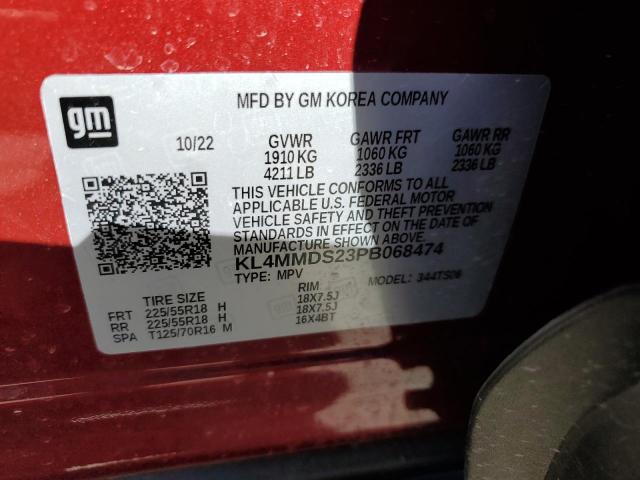 gm
MFD BY GM KOREA COMPANY
10/22 GVWR GAWR FRT GAWR RR
1910 KG 1060 KG 1060 KG
4211 LB 2336 LB 2336 LB
THIS VEHICLE CONFORMS TO ALL
APPLICABLE U.S. FEDERAL MOTOR
VEHICLE SAFETY AND THEFT PREVENTION
STANDARDS IN EFFECT ON THE DATE OF
MANUFACTURE SHOWN ABOVE.
KL4MMDS23PB068474
TYPE: MPV MODEL: 344TS06
TIRE SIZE RIM
FRT 225/55R18 H 18X7.5J
RR 225/55R18 H 18X7.5J
SPA T125/70R16 M 16X4BT